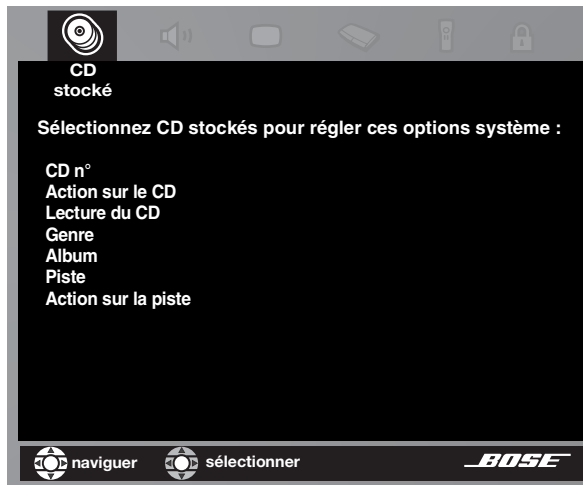 CD
stocké
Sélectionnez CD stockés pour régler ces options système :
CD n°
Action sur le CD
Lecture du CD
Genre
Album
Piste
Action sur la piste
naviguer sélectionner BOSE